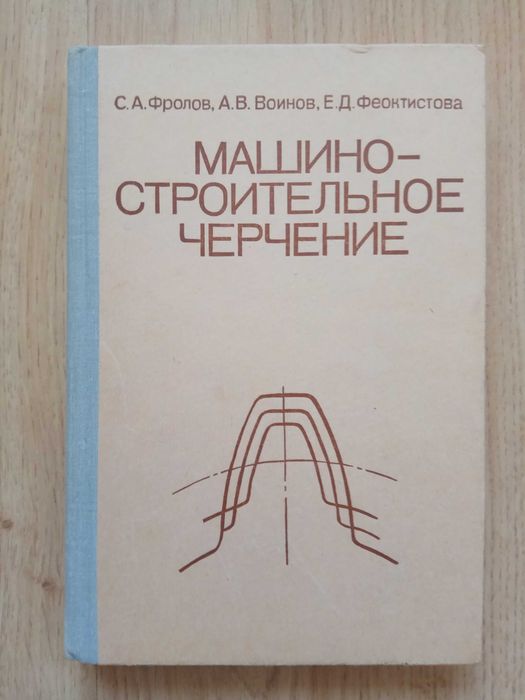 С.А.Фролов, А.В.Воинов, Е.Д.Феоктистова
МАШИНО-
СТРОИТЕЛЬНОЕ
ЧЕРЧЕНИЕ